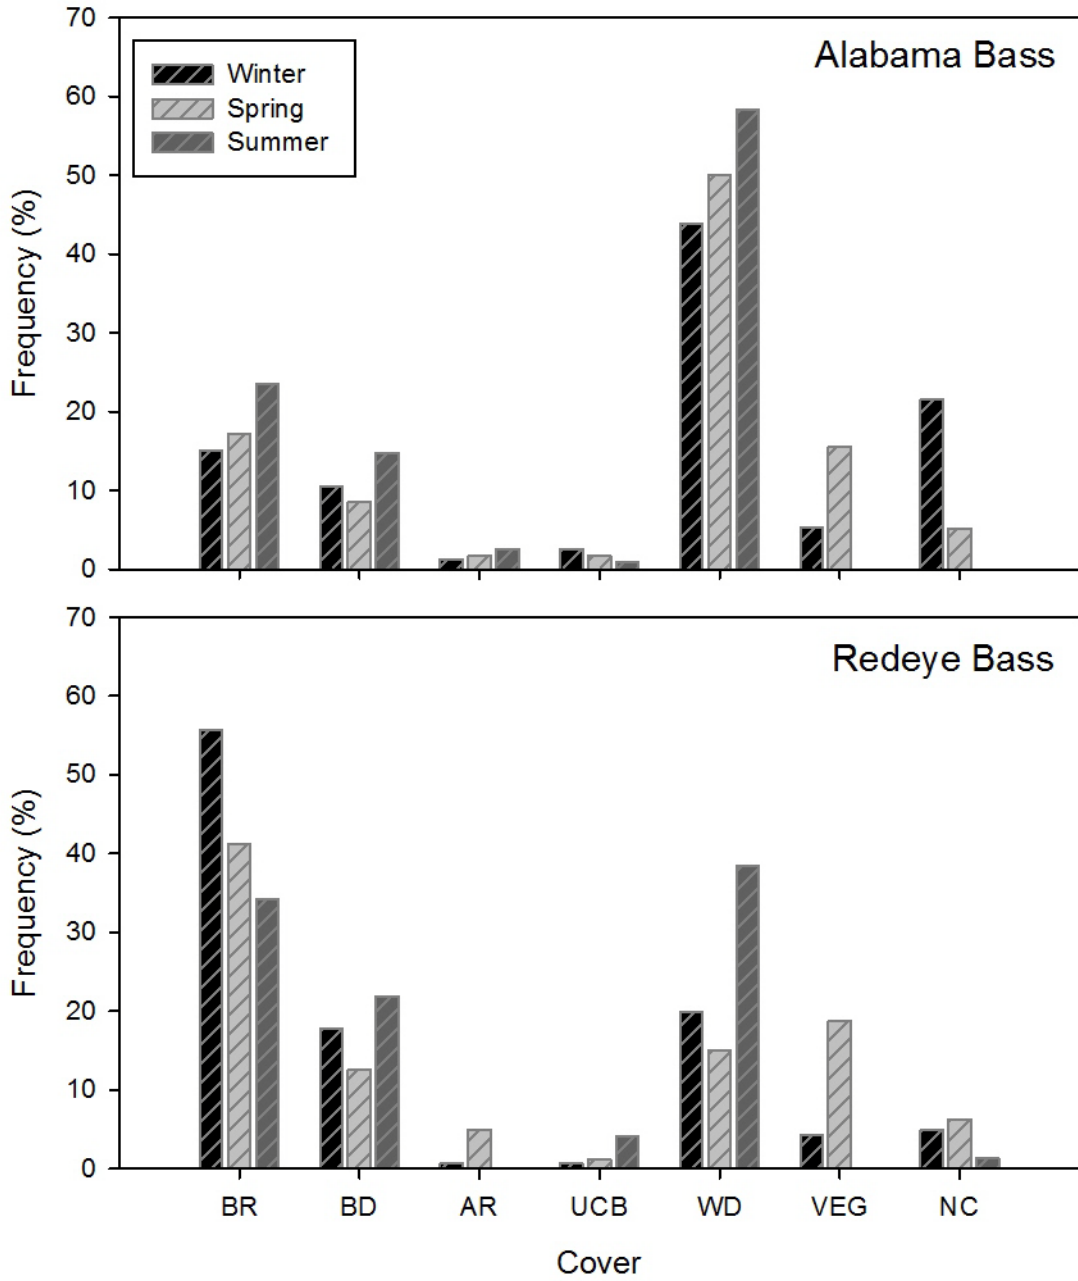 Alabama Bass
Winter
Spring
Summer
Frequency (%)
70
60
50
40
30
20
10
0
Redeye Bass
Frequency (%)
70
60
50
40
30
20
10
0
BR BD AR UCB WD VEG NC
Cover